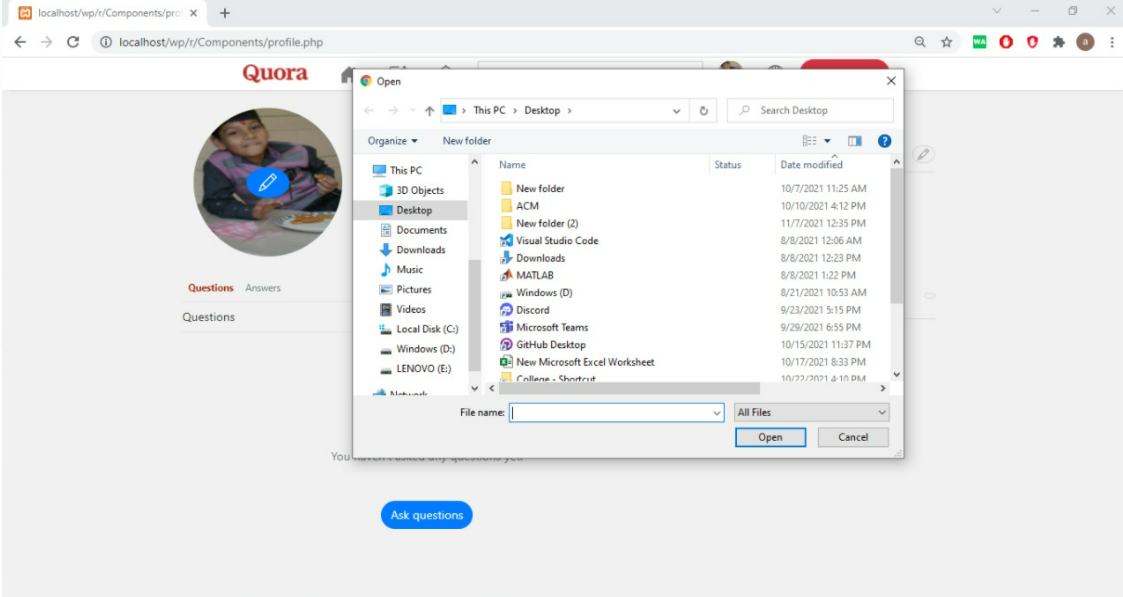 localhost/wp/r/Components/pro
localhost/wp/r/Components/profile.php
WA
a
Quora
Open
This PC > Desktop >
Search Desktop
Organize
New folder
This PC
3D Objects
Desktop
Documents
Downloads
Music
Pictures
Videos
Local Disk (C:)
Windows (D:)
LENOVO (E:)
Network
Name Status Date modified
New folder 10/7/2021 11:25 AM
ACM 10/10/2021 4:12 PM
New folder (2) 11/7/2021 12:35 PM
Visual Studio Code 8/8/2021 12:06 AM
Downloads 8/8/2021 12:23 PM
MATLAB 8/8/2021 1:22 PM
Windows (D) 8/21/2021 10:53 AM
Discord 9/23/2021 5:15 PM
Microsoft Teams 9/29/2021 6:55 PM
GitHub Desktop 10/15/2021 11:37 PM
New Microsoft Excel Worksheet 10/17/2021 8:33 PM
College - Shortcut 10/22/2021 4:10 PM
File name:
All Files
Open
Cancel
Questions Answers
Questions
You haven't asked any questions yet
Ask questions